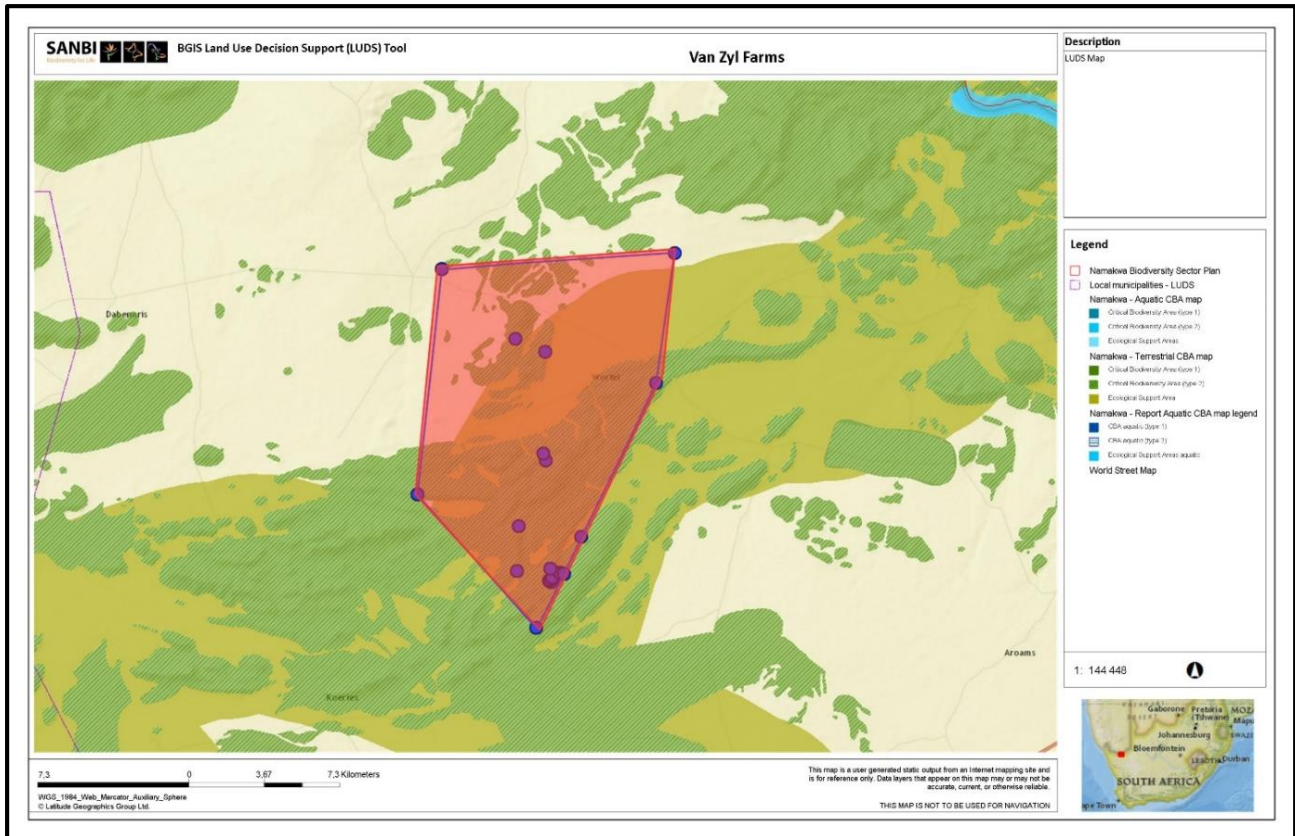 SANBI
Biodiversity for Life
BGIS Land Use Decision Support (LUDS) Tool
Van Zyl Farms
Description
LUDS Map
Dabenoris
Wortel
Koertes
Aroams
Legend
Namakwa Biodiversity Sector Plan
Local municipalities - LUDS
Namakwa - Aquatic CBA map
Critical Biodiversity Area (type 1)
Critical Biodiversity Area (type 2)
Ecological Support Areas
Namakwa - Terrestrial CBA map
Critical Biodiversity Area (type 1)
Critical Biodiversity Area (type 2)
Ecological Support Area
Namakwa - Report Aquatic CBA map legend
CBA aquatic (type 1)
CBA aquatic (type 2)
Ecological Support Areas aquatic
World Street Map
1: 144 448
Gaborone Pretoria MOZ
(Tshwane) Mapu
Johannesburg SWAZI
Bloemfontein
LESOTHO Durban
SOUTH AFRICA
ape Town
7,3 0 3,67 7,3 Kilometers
WGS_1984_Web_Mercator_Auxiliary_Sphere
© Latitude Geographics Group Ltd.
This map is a user generated static output from an Internet mapping site and
is for reference only. Data layers that appear on this map may or may not be
accurate, current, or otherwise reliable.
THIS MAP IS NOT TO BE USED FOR NAVIGATION